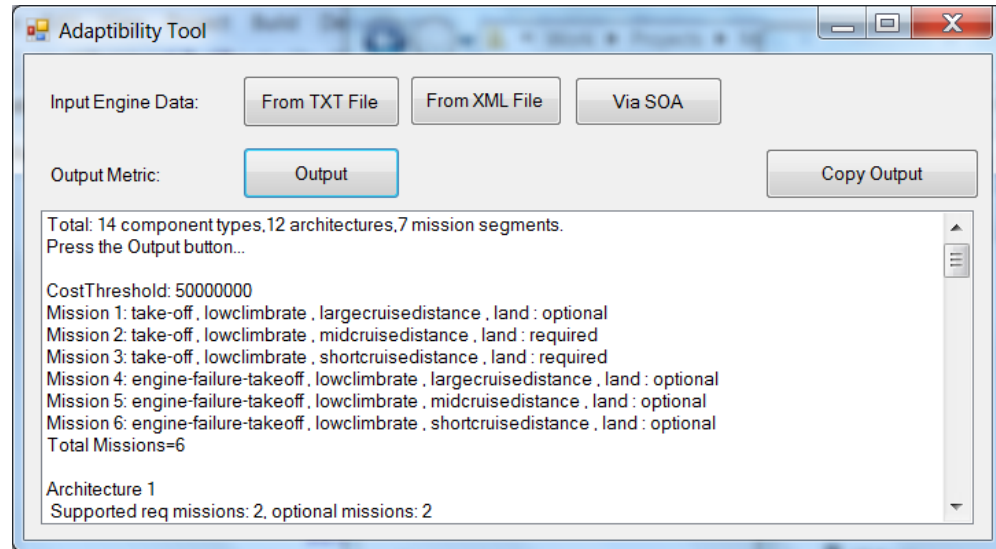 Adaptibility Tool
Input Engine Data:
From TXT File
From XML File
Via SOA
Output Metric:
Output
Copy Output
Total: 14 component types,12 architectures,7 mission segments.
Press the Output button...
CostThreshold: 50000000
Mission 1: take-off , lowclimbrate , largecruisedistance , land : optional
Mission 2: take-off , lowclimbrate , midcruisedistance , land : required
Mission 3: take-off , lowclimbrate , shortcruisedistance , land : required
Mission 4: engine-failure-takeoff , lowclimbrate , largecruisedistance , land : optional
Mission 5: engine-failure-takeoff , lowclimbrate , midcruisedistance , land : optional
Mission 6: engine-failure-takeoff , lowclimbrate , shortcruisedistance , land : optional
Total Missions=6
Architecture 1
Supported req missions: 2, optional missions: 2